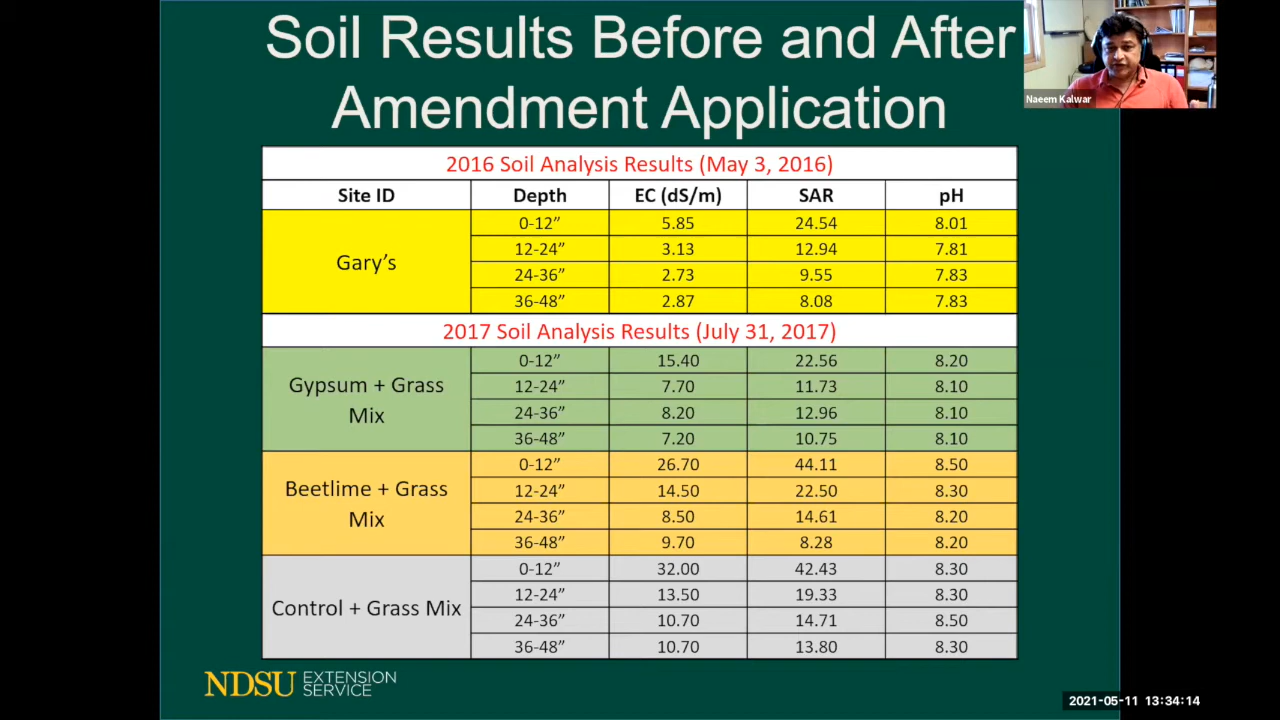 Soil Results Before and After
Amendment Application
Naeem Kalwar
2016 Soil Analysis Results (May 3, 2016)
Site ID Depth EC (dS/m) SAR pH
Gary’s
0-12” 5.85 24.54 8.01
12-24” 3.13 12.94 7.81
24-36” 2.73 9.55 7.83
36-48” 2.87 8.08 7.83
2017 Soil Analysis Results (July 31, 2017)
Gypsum + Grass
Mix
0-12” 15.40 22.56 8.20
12-24” 7.70 11.73 8.10
24-36” 8.20 12.96 8.10
36-48” 7.20 10.75 8.10
Beetlime + Grass
Mix
0-12” 26.70 44.11 8.50
12-24” 14.50 22.50 8.30
24-36” 8.50 14.61 8.20
36-48” 9.70 8.28 8.20
Control + Grass Mix
0-12” 32.00 42.43 8.30
12-24” 13.50 19.33 8.30
24-36” 10.70 14.71 8.50
36-48” 10.70 13.80 8.30
NDSU EXTENSION
SERVICE
2021-05-11 13:34:14